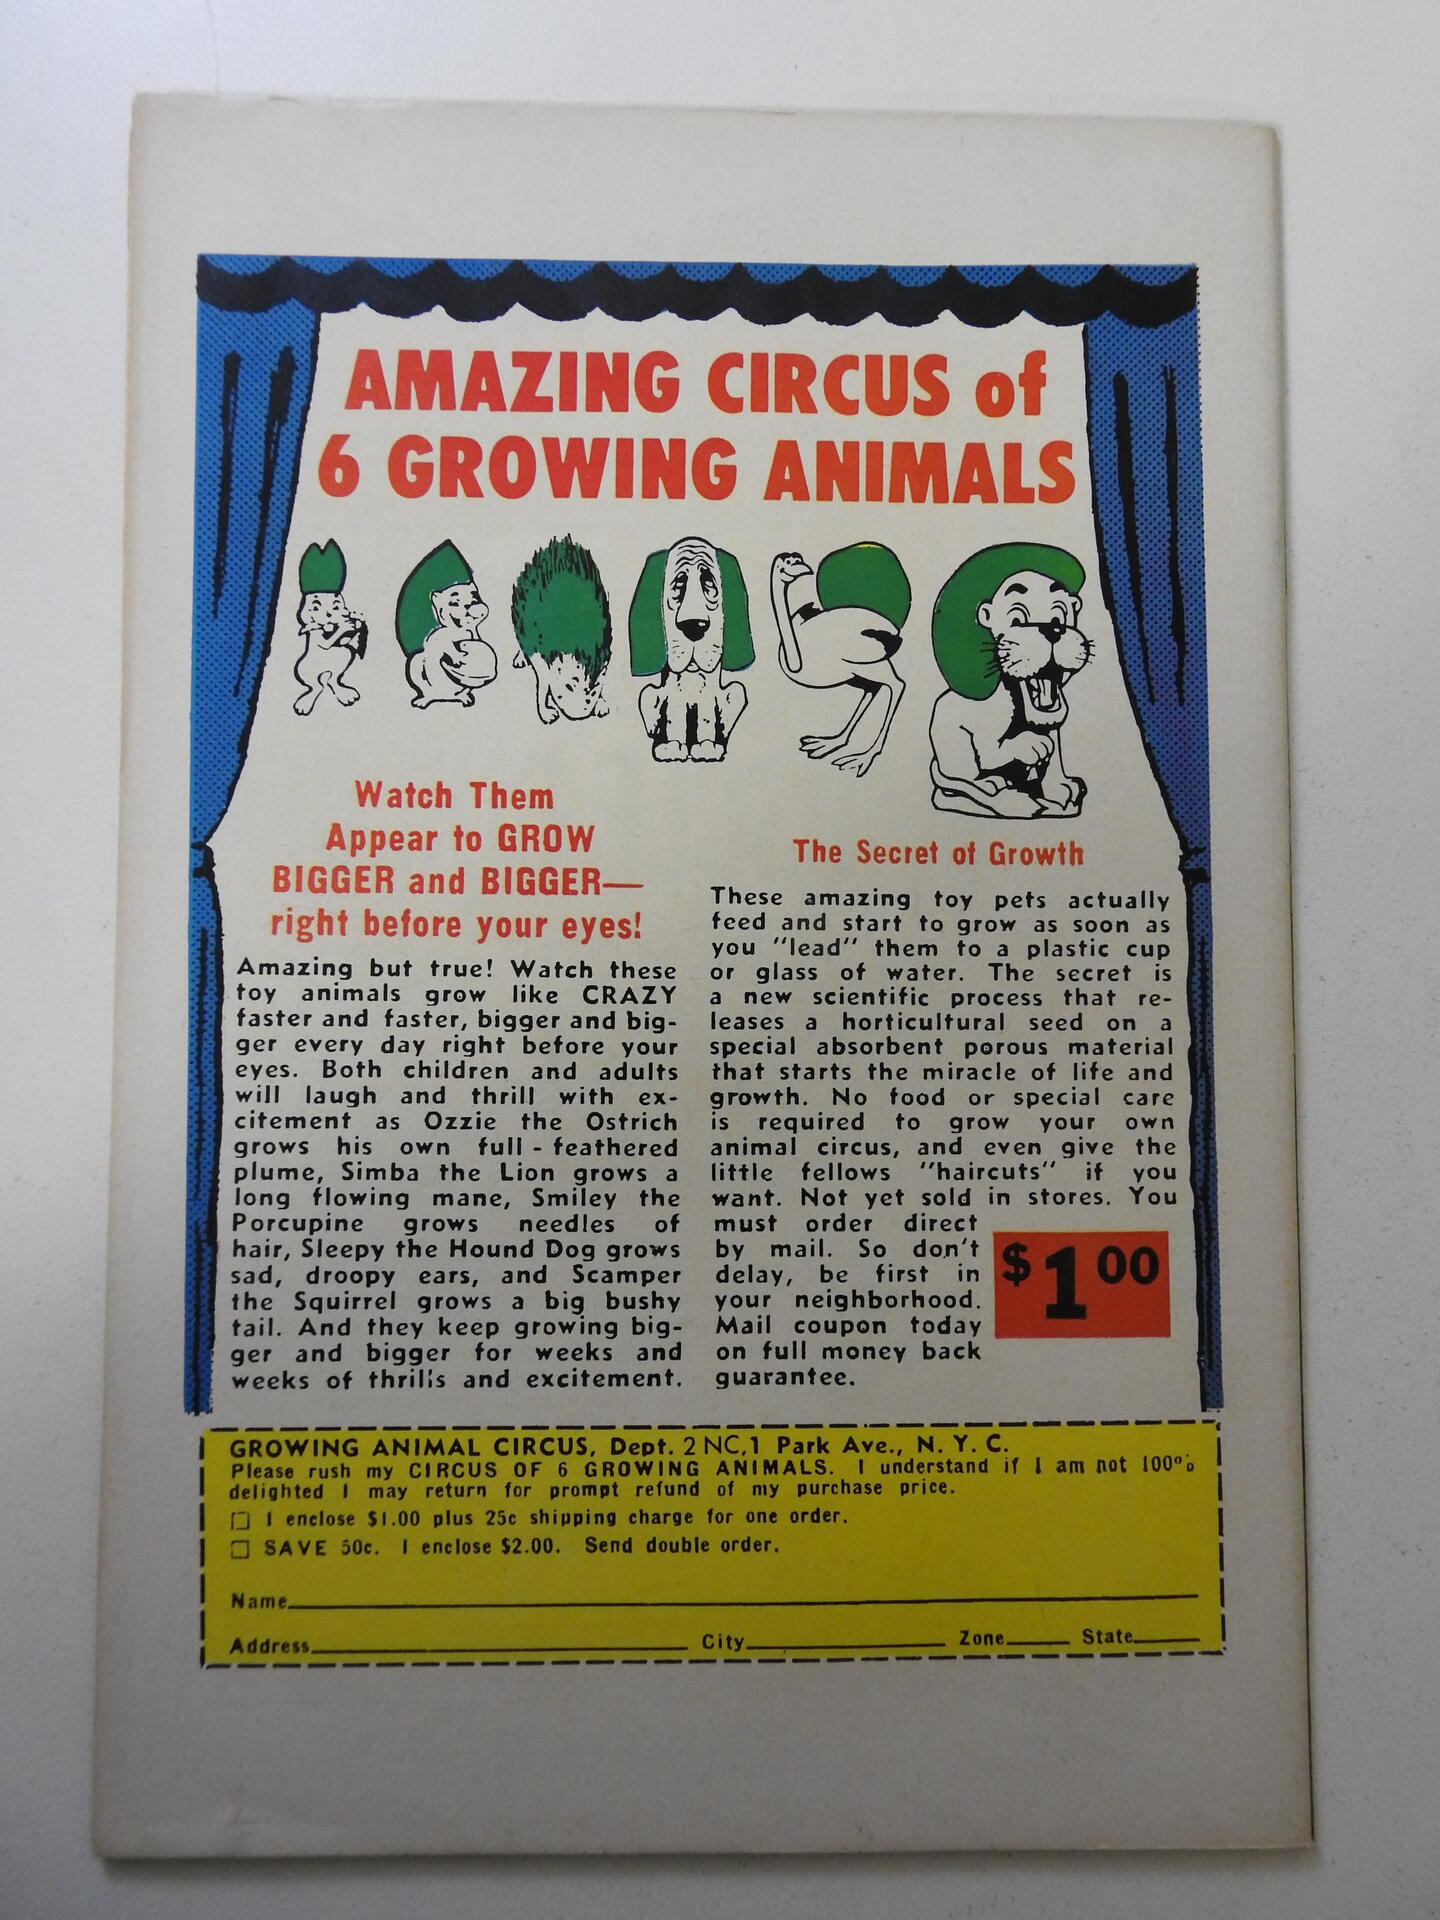 AMAZING CIRCUS of
6 GROWING ANIMALS
Watch Them
Appear to GROW
BIGGER and BIGGER—
right before your eyes!
Amazing but true! Watch these
toy animals grow like CRAZY
faster and faster, bigger and big-
ger every day right before your
eyes. Both children and adults
will laugh and thrill with ex-
citement as Ozzie the Ostrich
grows his own full-feathered
plume, Simba the Lion grows a
long flowing mane, Smiley the
Porcupine grows needles of
hair, Sleepy the Hound Dog grows
sad, droopy ears, and Scamper
the Squirrel grows a big bushy
tail. And they keep growing big-
ger and bigger for weeks and
weeks of thrills and excitement.
The Secret of Growth
These amazing toy pets actually
feed and start to grow as soon as
you "lead" them to a plastic cup
or glass of water. The secret is
a new scientific process that re-
leases a horticultural seed on a
special absorbent porous material
that starts the miracle of life and
growth. No food or special care
is required to grow your own
animal circus, and even give the
little fellows "haircuts" if you
want. Not yet sold in stores. You
must order direct
by mail. So don't
delay, be first in
your neighborhood.
Mail coupon today
on full money back
guarantee.
$1 00
GROWING ANIMAL CIRCUS, Dept. 2 NC, 1 Park Ave., N. Y. C.
Please rush my CIRCUS OF 6 GROWING ANIMALS. I understand if I am not 100%
delighted I may return for prompt refund of my purchase price.
I enclose $1.00 plus 25c shipping charge for one order.
SAVE 50c. I enclose $2.00. Send double order.
Name
Address City Zone State